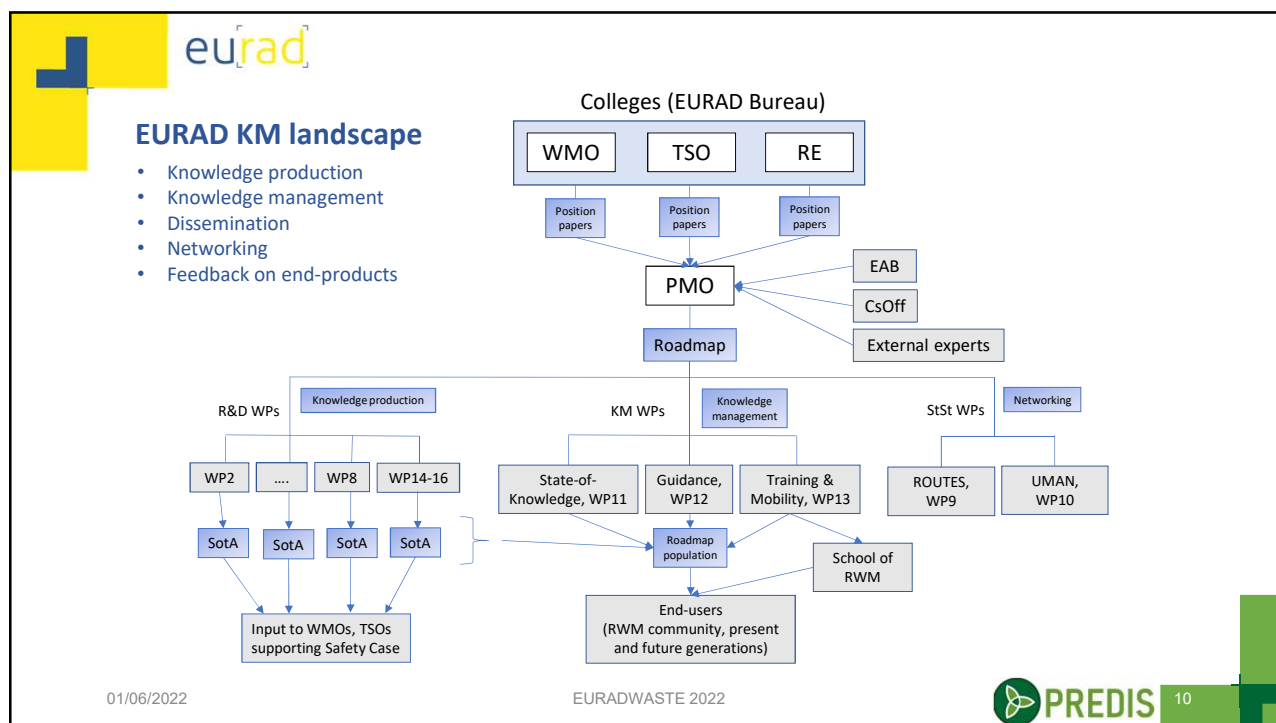 eu[rad]
EURAD KM landscape
• Knowledge production
• Knowledge management
• Dissemination
• Networking
• Feedback on end-products
Colleges (EURAD Bureau)
WMO
TSO
RE
Position
papers
Position
papers
Position
papers
PMO
EAB
CsOff
External experts
Roadmap
R&D WPs
Knowledge production
KM WPs
Knowledge
management
StSt WPs
Networking
WP2
....
WP8
WP14-16
State-of-
Knowledge, WP11
Guidance,
WP12
Training &
Mobility, WP13
ROUTES,
WP9
UMAN,
WP10
SotA
SotA
SotA
SotA
Roadmap
population
School of
RWM
Input to WMOs, TSOs
supporting Safety Case
End-users
(RWM community, present
and future generations)
01/06/2022
EURADWASTE 2022
PREDIS
10